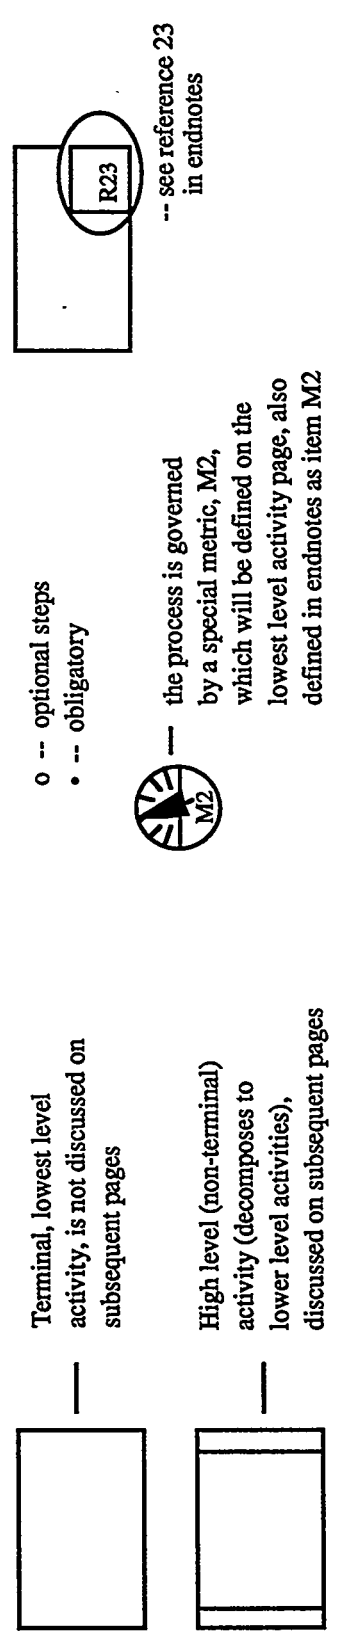 Terminal, lowest level
activity, is not discussed on
subsequent pages
High level (non-terminal)
activity (decomposes to
lower level activities),
discussed on subsequent pages
o -- optional steps
• -- obligatory
M2
the process is governed
by a special metric, M2,
which will be defined on the
lowest level activity page, also
defined in endnotes as item M2
R23
-- see reference 23
in endnotes